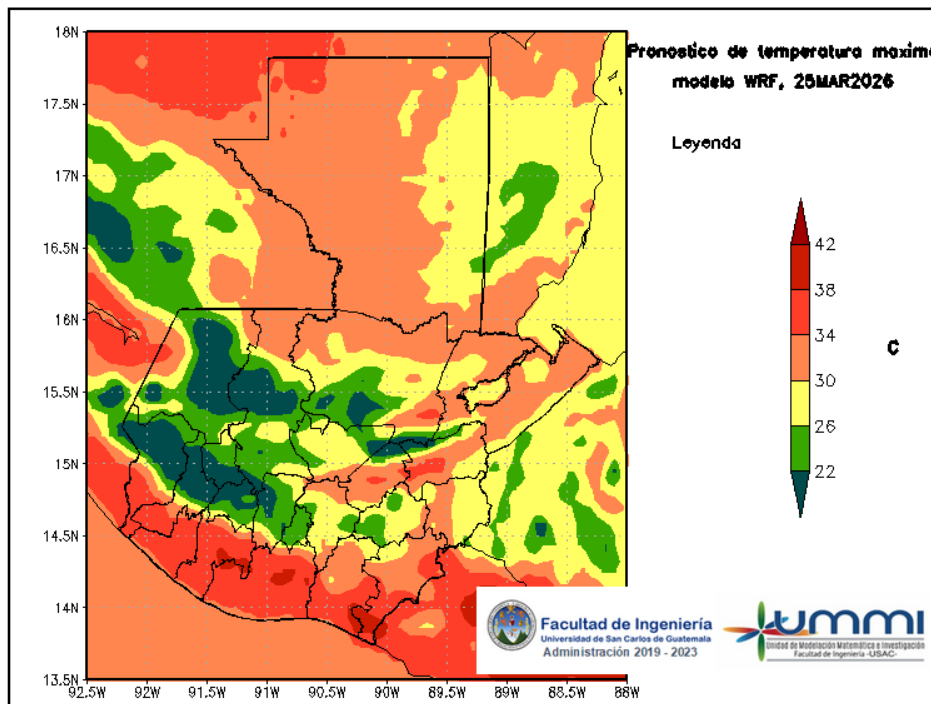 Pronostico de temperatura maxima
modelo WRF, 25MAR2026
Leyenda
18N
17.5N
17N
16.5N
16N
15.5N
15N
14.5N
14N
13.5N
92.5W 92W 91.5W 91W 90.5W 90W 89.5W 89W 88.5W 88W
42
38
34
30
26
22
C
Facultad de Ingeniería
Universidad de San Carlos de Guatemala
Administración 2019 - 2023
ummi
Unidad de Modelación Matemática e Investigación
Facultad de Ingeniería -USAC-